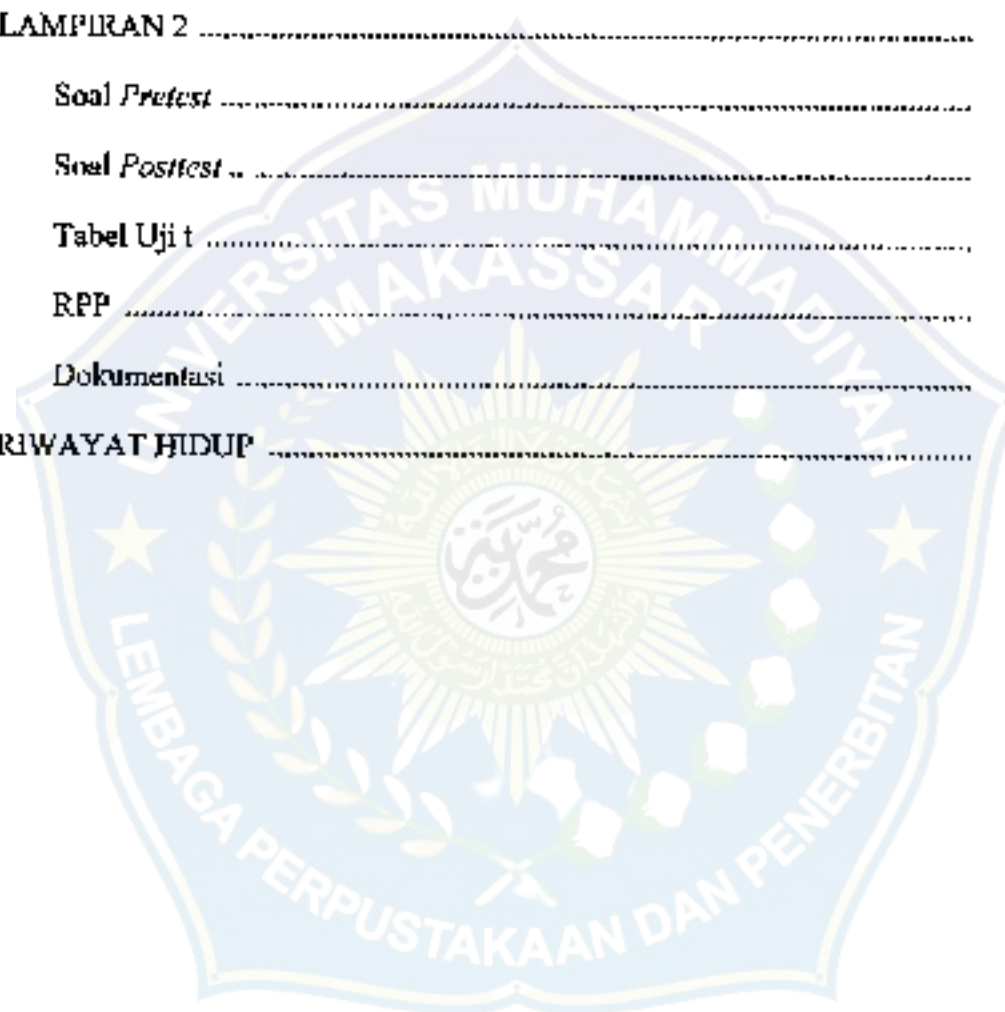 LAMPIRAN 2 ........................................................
Soal Pretest ........................................................
Soal Posttest .. ........................................................
Tabel Uji t ........................................................
RPP ........................................................
Dokumentasi ........................................................
RIWAYAT HIDUP ........................................................
UNIVERSITAS MUHAMMADIYAH
MAKASSAR
LEMBAGA PERPUSTAKAAN DAN PENERBITAN